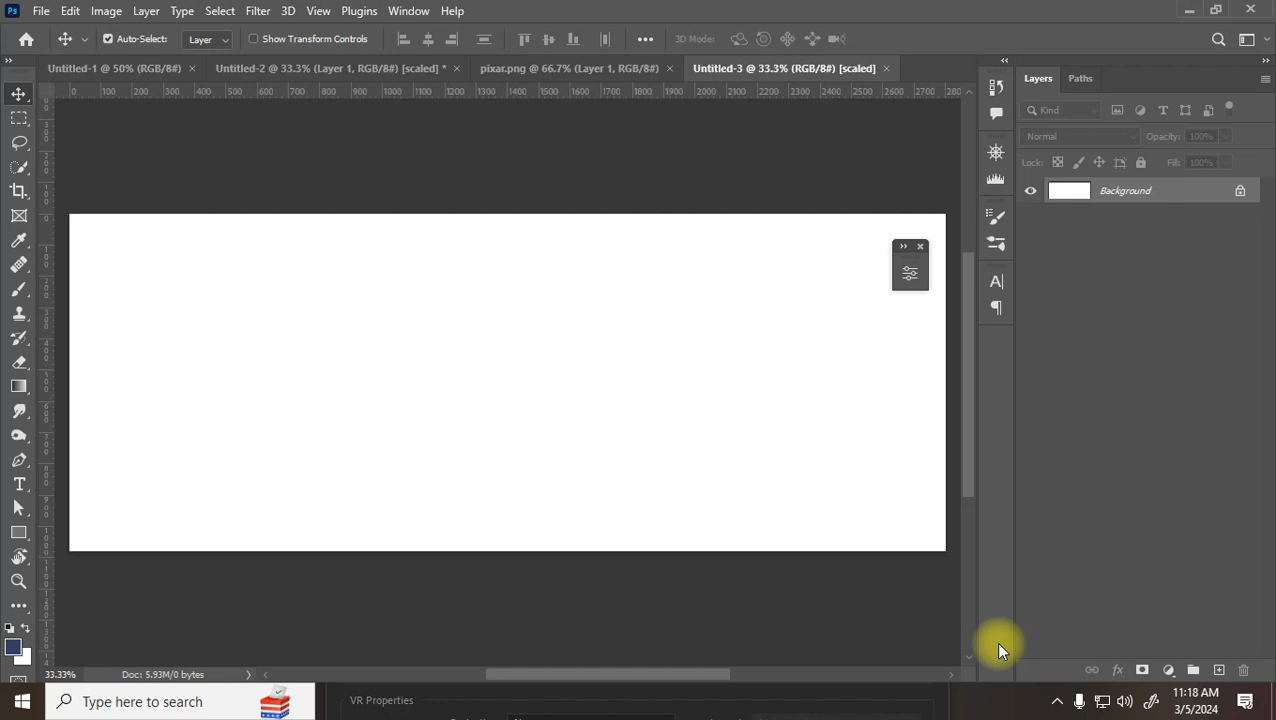 Ps File Edit Image Layer Type Select Filter 3D View Plugins Window Help
Auto-Select: Layer Show Transform Controls 3D Mode:
Untitled-1 @ 50% (RGB/8#) × Untitled-2 @ 33.3% (Layer 1, RGB/8#) [scaled] * × pixar.png @ 66.7% (Layer 1, RGB/8#) × Untitled-3 @ 33.3% (RGB/8#) [scaled] ×
0 100 200 300 400 500 600 700 800 900 1000 1100 1200 1300 1400 1500 1600 1700 1800 1900 2000 2100 2200 2300 2400 2500 2600 2700 280
Layers Paths
Kind
Normal Opacity: 100%
Lock: Fill: 100%
Background
33.33% Doc: 5.93M/0 bytes
Type here to search
VR Properties
11:18 AM
3/5/2024